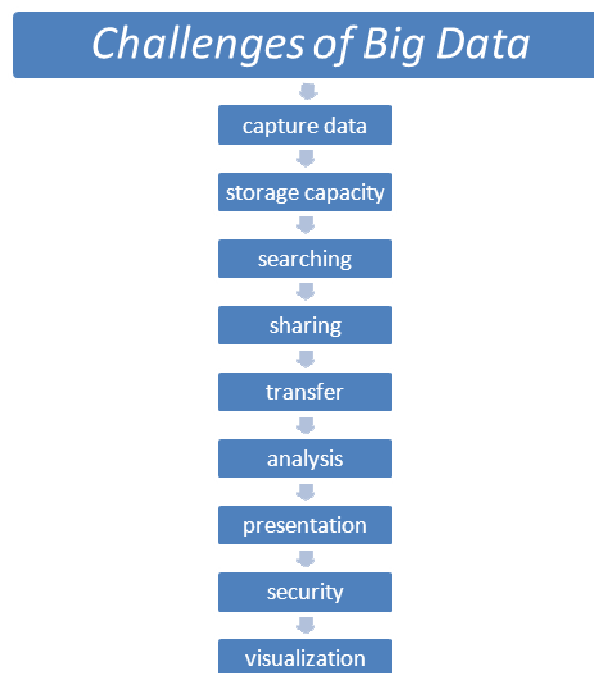 Challenges of Big Data
capture data
storage capacity
searching
sharing
transfer
analysis
presentation
security
visualization